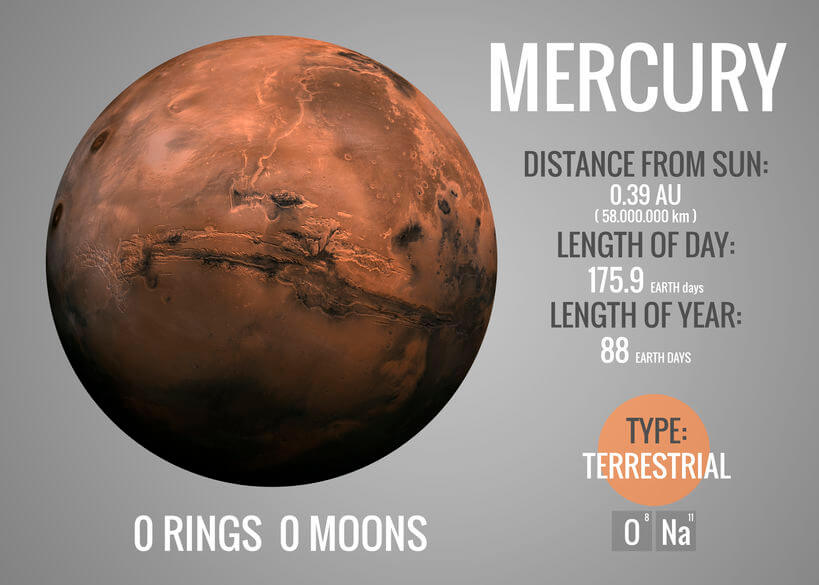 MERCURY
DISTANCE FROM SUN:
0.39 AU
( 58.000.000 km )
LENGTH OF DAY:
175.9 EARTH days
LENGTH OF YEAR:
88 EARTH DAYS
TYPE:
TERRESTRIAL
O 8 Na 11
0 RINGS 0 MOONS